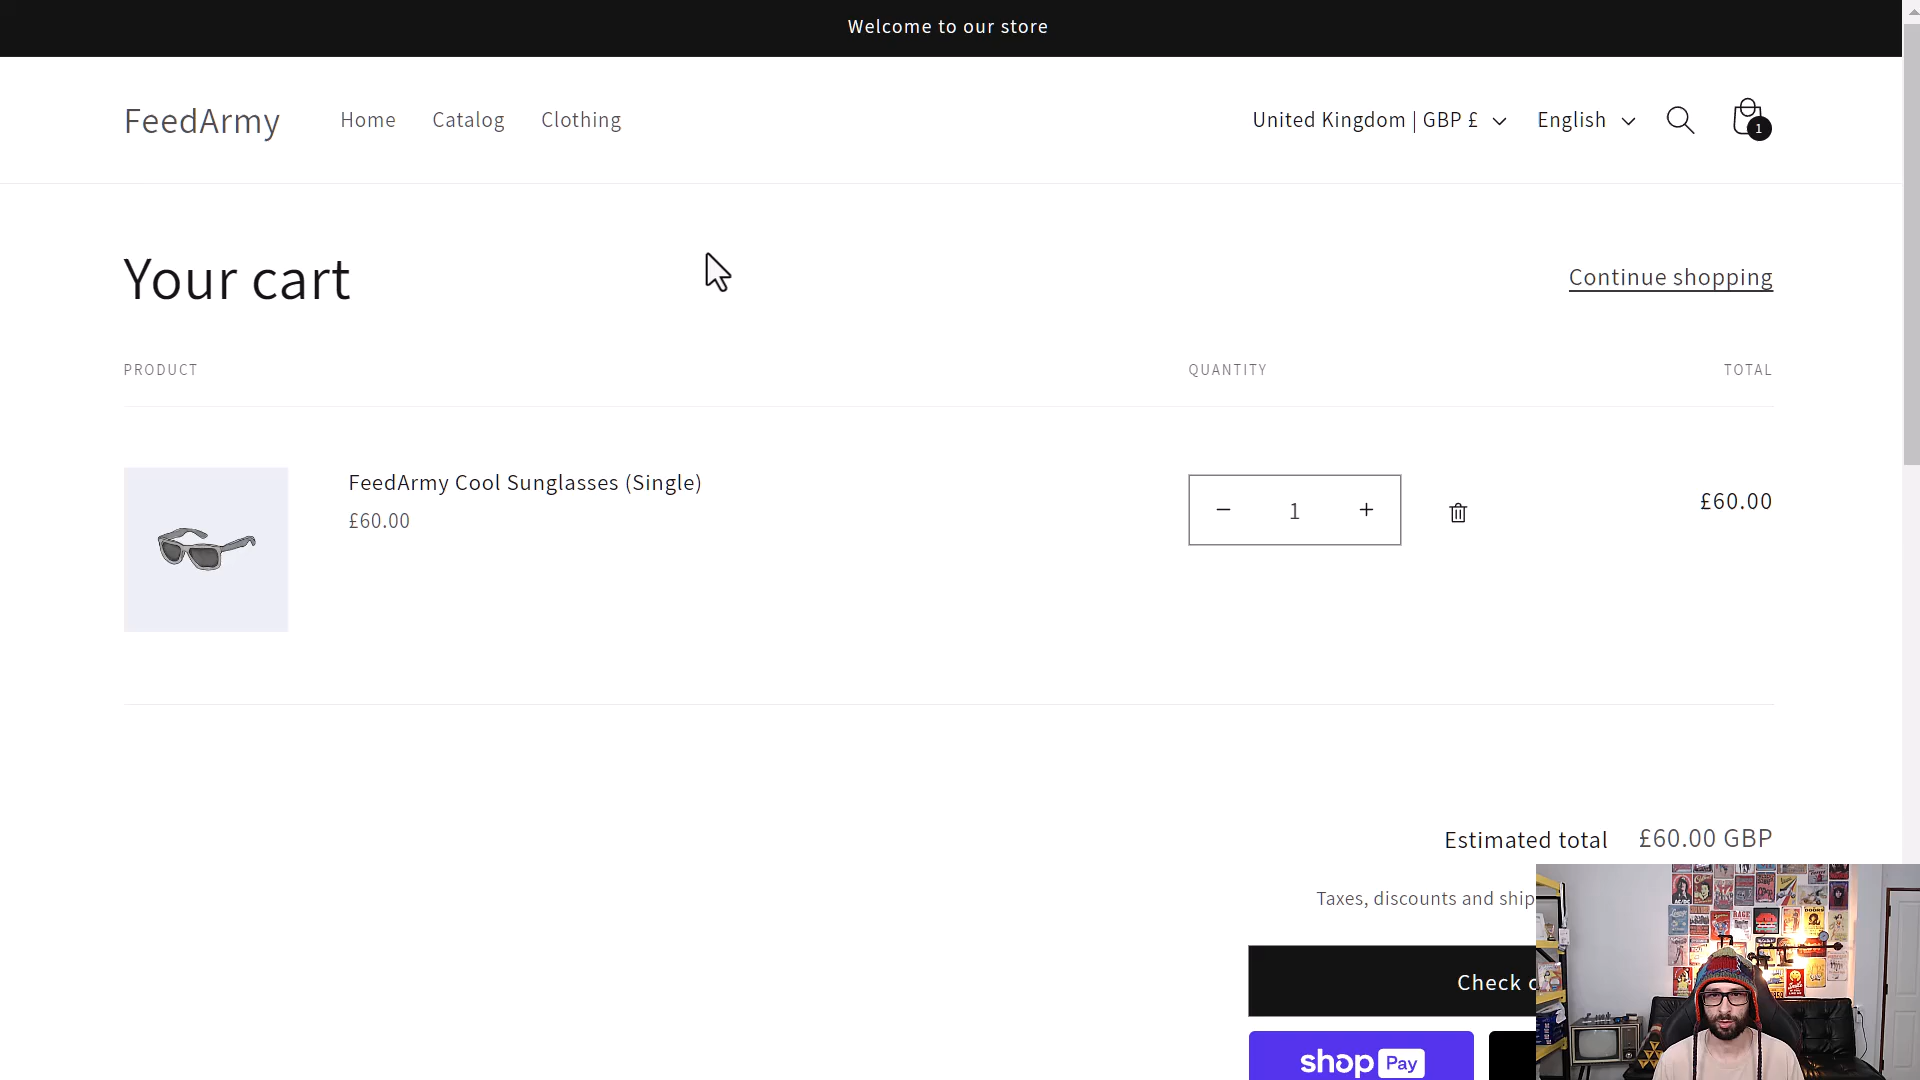 Welcome to our store
FeedArmy
Home
Catalog
Clothing
United Kingdom | GBP £
English
1
Your cart
Continue shopping
PRODUCT
QUANTITY
TOTAL
FeedArmy Cool Sunglasses (Single)
£60.00
− 1 +
£60.00
Estimated total £60.00 GBP
Taxes, discounts and ship
Check
shop Pay